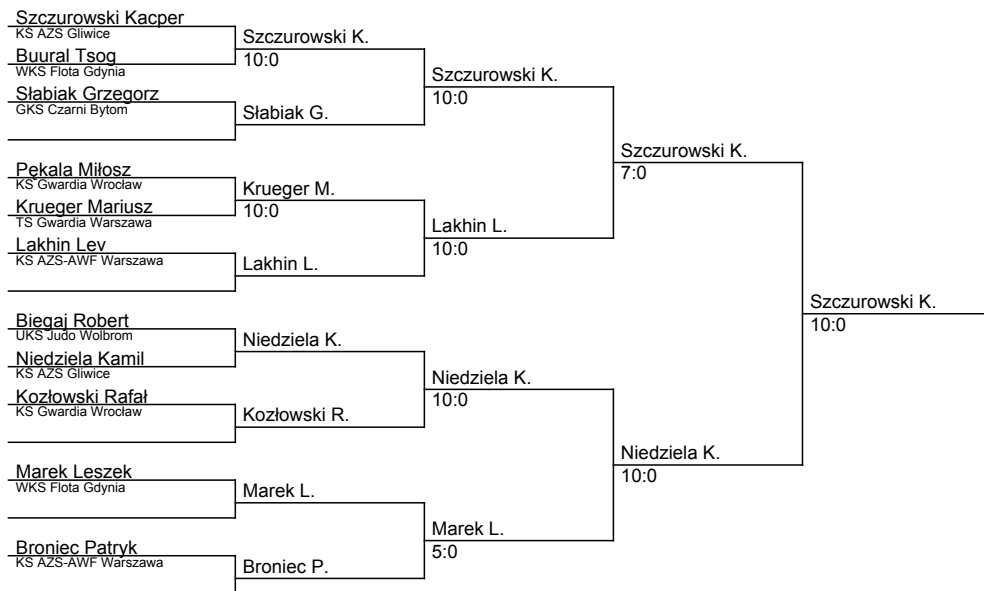 Szczurowski Kacper
KS AZS Gliwice
Buural Tsog
WKS Flota Gdynia
Słabiak Grzegorz
GKS Czarni Bytom
Pękala Miłosz
KS Gwardia Wrocław
Krueger Mariusz
TS Gwardia Warszawa
Lakhin Lev
KS AZS-AWF Warszawa
Biegaj Robert
UKS Judo Wolbrom
Niedziela Kamil
KS AZS Gliwice
Kozłowski Rafał
KS Gwardia Wrocław
Marek Leszek
WKS Flota Gdynia
Broniec Patryk
KS AZS-AWF Warszawa
Szczurowski K.
10:0
Słabiak G.
Krueger M.
10:0
Lakhin L.
Niedziela K.
Kozłowski R.
Marek L.
Broniec P.
Szczurowski K.
10:0
Lakhin L.
10:0
Niedziela K.
10:0
Marek L.
5:0
Szczurowski K.
7:0
Niedziela K.
10:0
Szczurowski K.
10:0